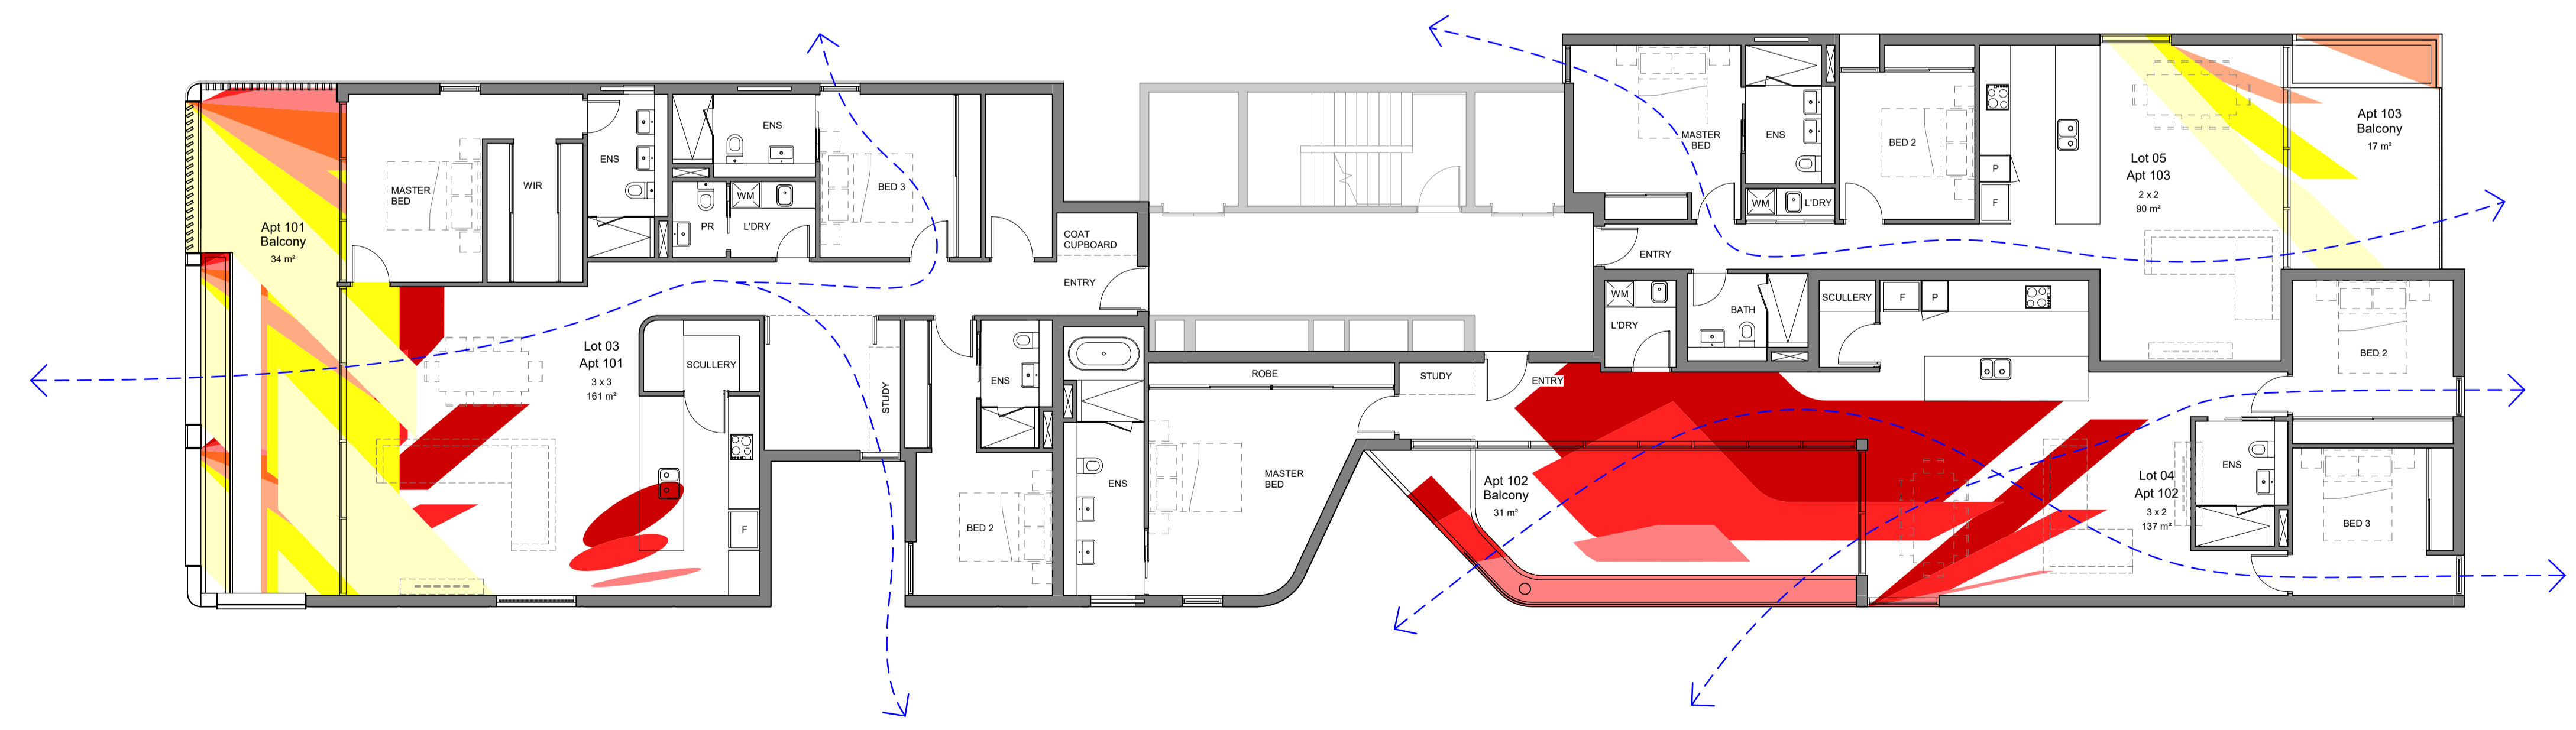 Apt 101
Balcony
34 m²
MASTER
BED
WIR
ENS
ENS
PR
WM
L'DRY
BED 3
COAT
CUPBOARD
ENTRY
Lot 03
Apt 101
3 x 3
161 m²
SCULLERY
F
STUDY
ENS
BED 2
ENS
ROBE
MASTER
BED
STUDY
ENTRY
Apt 102
Balcony
31 m²
MASTER
BED
ENS
WM
L'DRY
BED 2
P
F
ENTRY
Lot 05
Apt 103
2 x 2
90 m²
Apt 103
Balcony
17 m²
WM
L'DRY
BATH
SCULLERY
F
P
BED 2
ENS
Lot 04
Apt 102
3 x 2
137 m²
BED 3